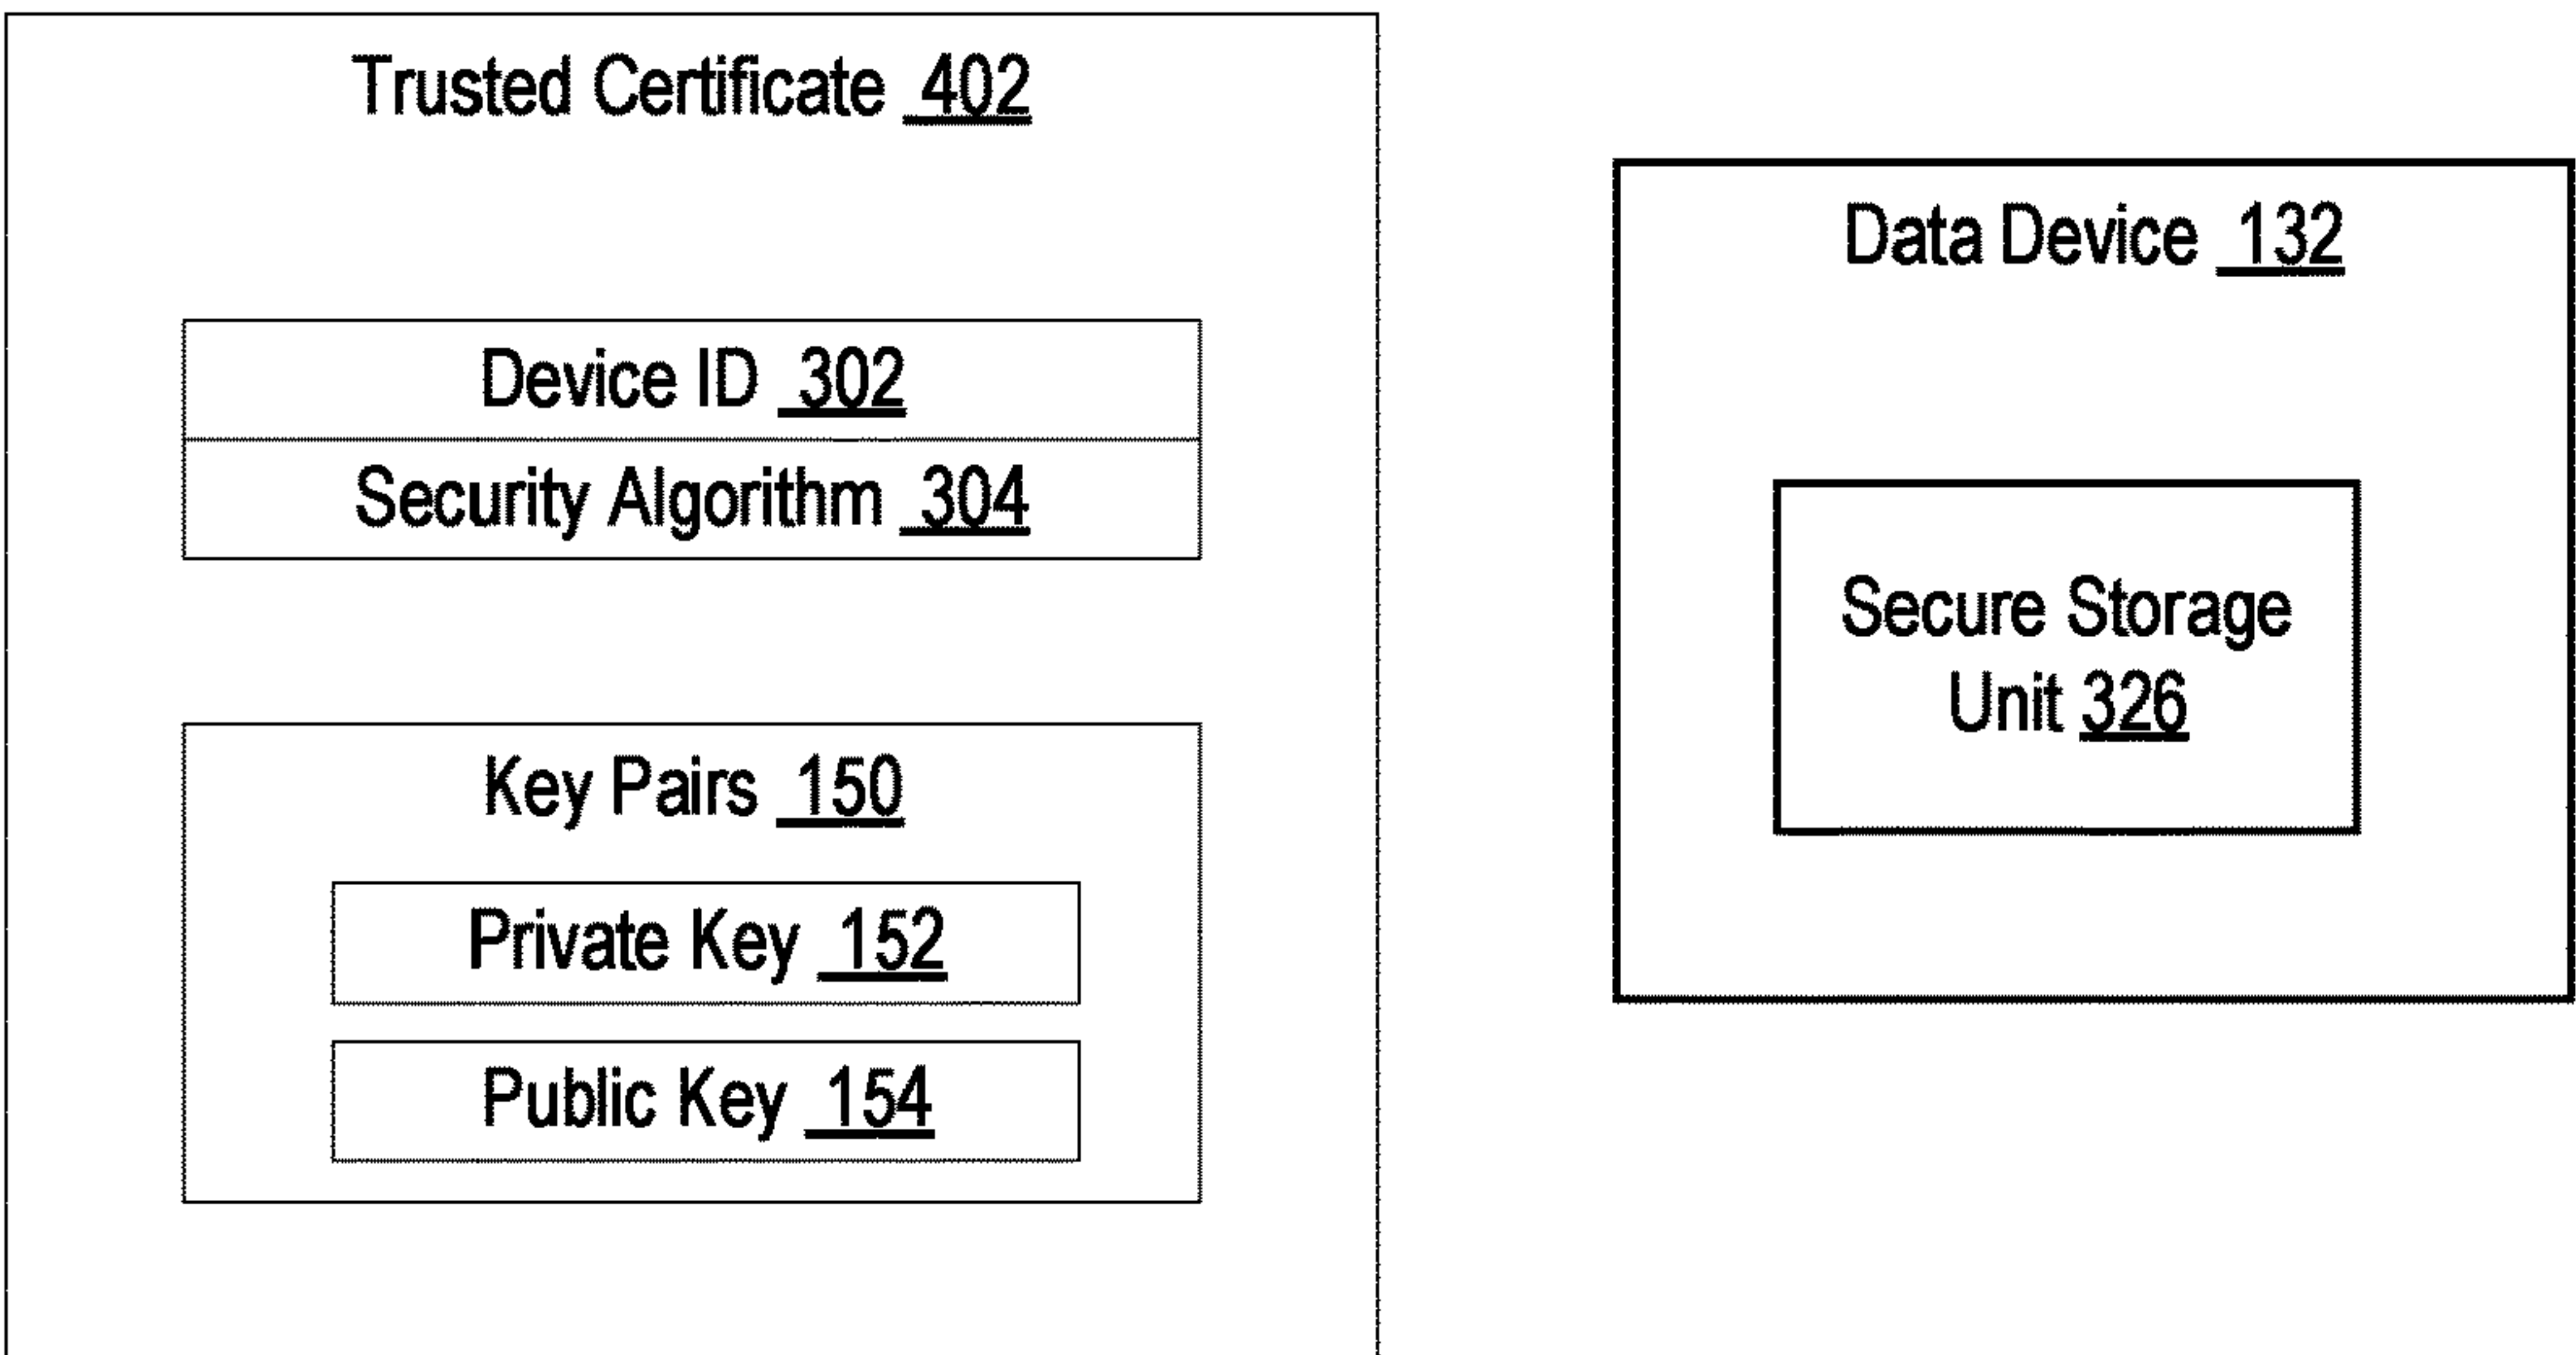 Trusted Certificate 402
Device ID 302
Security Algorithm 304
Key Pairs 150
Private Key 152
Public Key 154
Data Device 132
Secure Storage
Unit 326